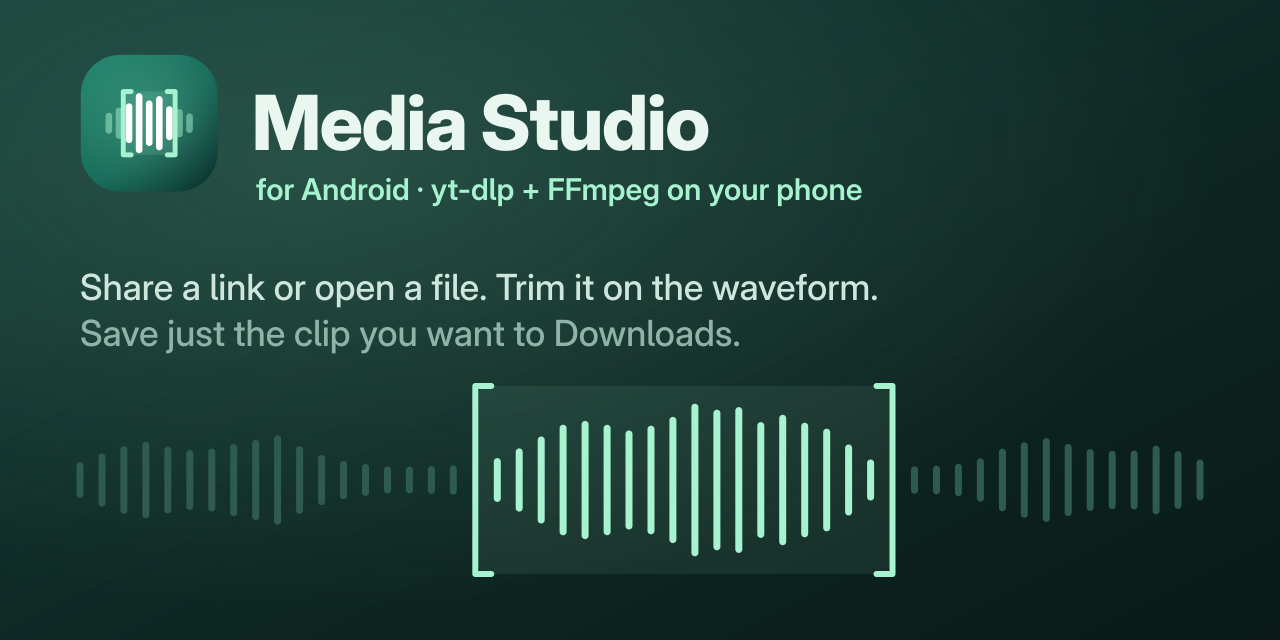 Media Studio
for Android · yt-dlp + FFmpeg on your phone
Share a link or open a file. Trim it on the waveform.
Save just the clip you want to Downloads.